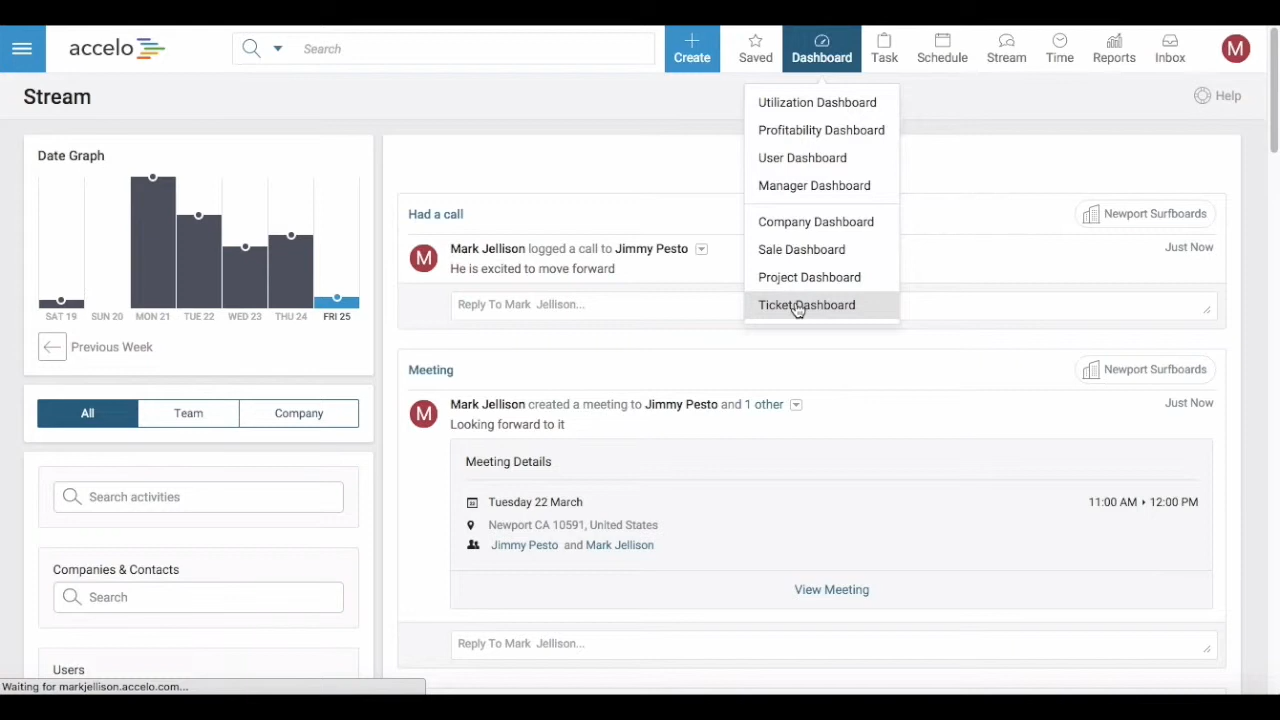 accelo
Search
Create
Saved
Dashboard
Task
Schedule
Stream
Time
Reports
Inbox
M
Stream
Help
Utilization Dashboard
Profitability Dashboard
User Dashboard
Manager Dashboard
Company Dashboard
Sale Dashboard
Project Dashboard
Ticket Dashboard
Date Graph
SAT 19 SUN 20 MON 21 TUE 22 WED 23 THU 24 FRI 25
Previous Week
All Team Company
Search activities
Companies & Contacts
Search
Users
Had a call
Newport Surfboards
M
Mark Jellison logged a call to Jimmy Pesto
Just Now
He is excited to move forward
Reply To Mark Jellison...
Meeting
Newport Surfboards
M
Mark Jellison created a meeting to Jimmy Pesto and 1 other
Just Now
Looking forward to it
Meeting Details
Tuesday 22 March
11:00 AM ▸ 12:00 PM
Newport CA 10591, United States
Jimmy Pesto and Mark Jellison
View Meeting
Reply To Mark Jellison...
Waiting for markjellison.accelo.com...